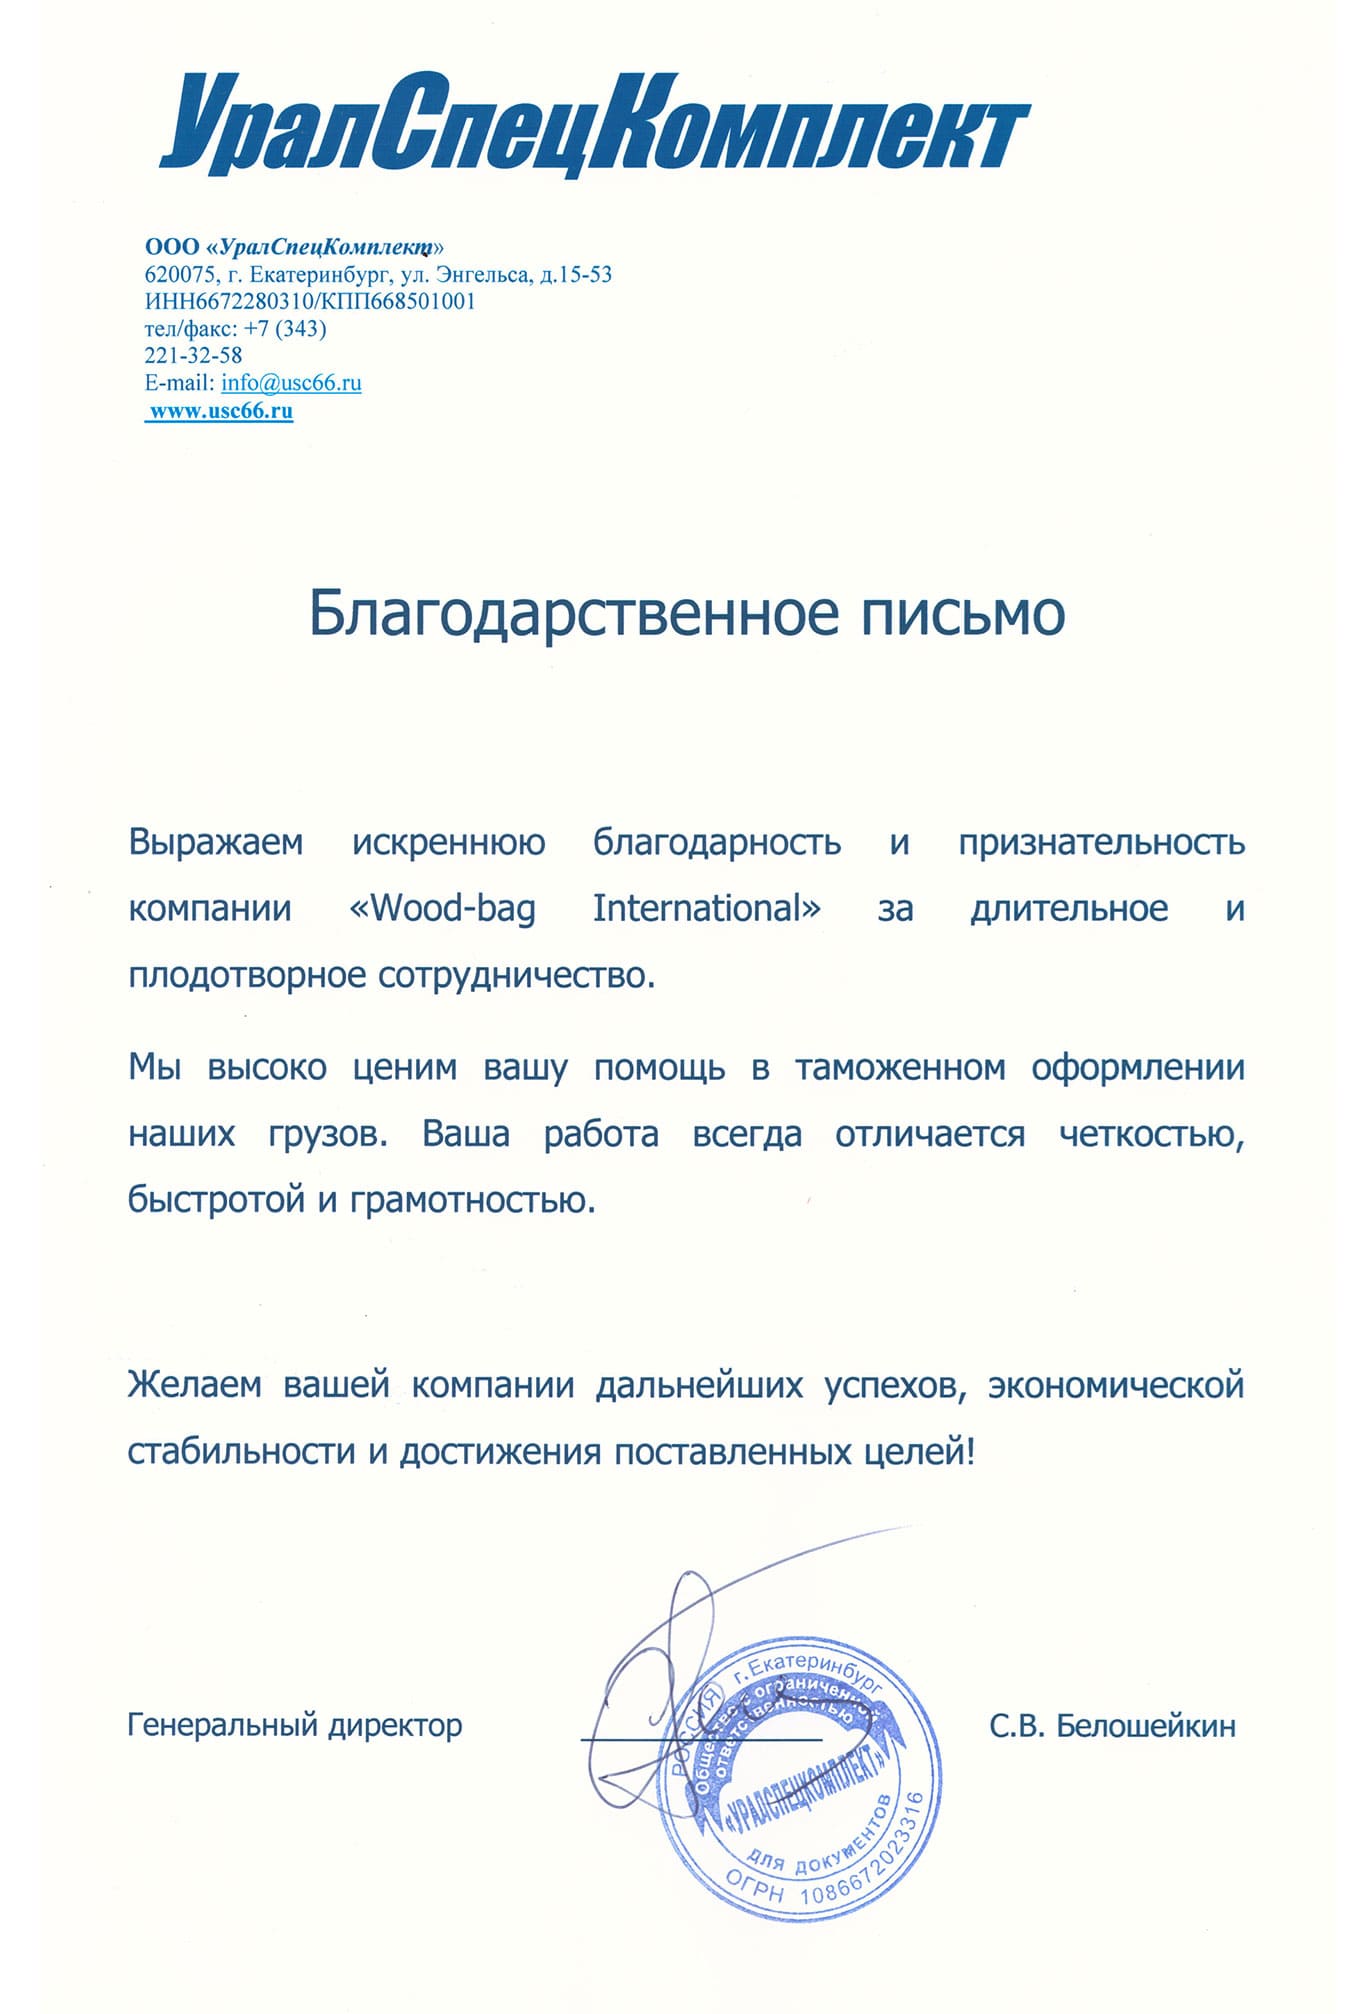 УралСпецКомплект
ООО «УралСпецКомплект»
620075, г. Екатеринбург, ул. Энгельса, д.15-53
ИНН6672280310/КПП668501001
тел/факс: +7 (343)
221-32-58
E-mail: info@usc66.ru
www.usc66.ru
Благодарственное письмо
Выражаем искреннюю благодарность и признательность
компании «Wood-bag International» за длительное и
плодотворное сотрудничество.
Мы высоко ценим вашу помощь в таможенном оформлении
наших грузов. Ваша работа всегда отличается четкостью,
быстротой и грамотностью.
Желаем вашей компании дальнейших успехов, экономической
стабильности и достижения поставленных целей!
Генеральный директор
С.В. Белошейкин
РОССИЯ г.Екатеринбург
Общество с ограниченной
ответственностью
«УРАЛСПЕЦКОМПЛЕКТ»
ДЛЯ ДОКУМЕНТОВ
ОГРН 1086672023316